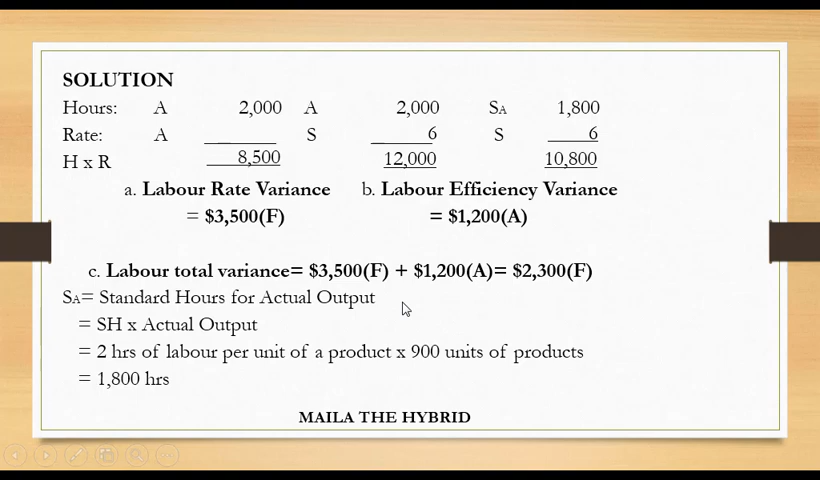 SOLUTION
Hours: A 2,000 A 2,000 SA 1,800
Rate: A ______ S 6 S 6
H x R 8,500 12,000 10,800
a. Labour Rate Variance b. Labour Efficiency Variance
= $3,500(F) = $1,200(A)
c. Labour total variance= $3,500(F) + $1,200(A)= $2,300(F)
SA= Standard Hours for Actual Output
= SH x Actual Output
= 2 hrs of labour per unit of a product x 900 units of products
= 1,800 hrs
MAILA THE HYBRID